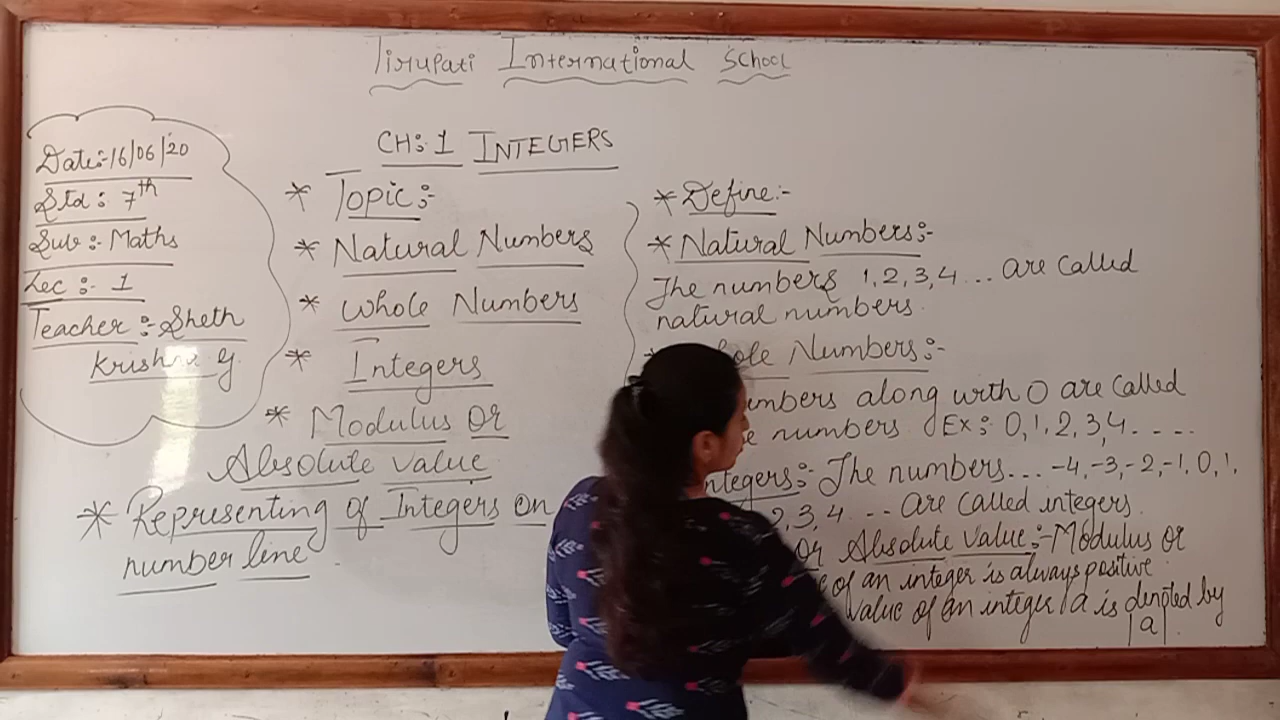 Tirupati International School
CH: 1 INTEGERS
Date:-16/06/20
Std : 7th
Sub :- Maths
Lec :- 1
Teacher :- Sheth
Krishna G
* Topic :-
* Natural Numbers
* Whole Numbers
* Integers
* Modulus or
Absolute value
* Representing of Integers on
number line
* Define:-
* Natural Numbers:-
The numbers 1, 2, 3, 4 ... are called
natural numbers.
Numbers:-
along with 0 are called
numbers Ex: 0, 1, 2, 3, 4 ....
The numbers ... -4, -3, -2, -1, 0, 1,
2, 3, 4 ... are called integers.
or Absolute value :- Modulus or
of an integer is always positive.
value of an integer 'a' is denoted by
|a|.